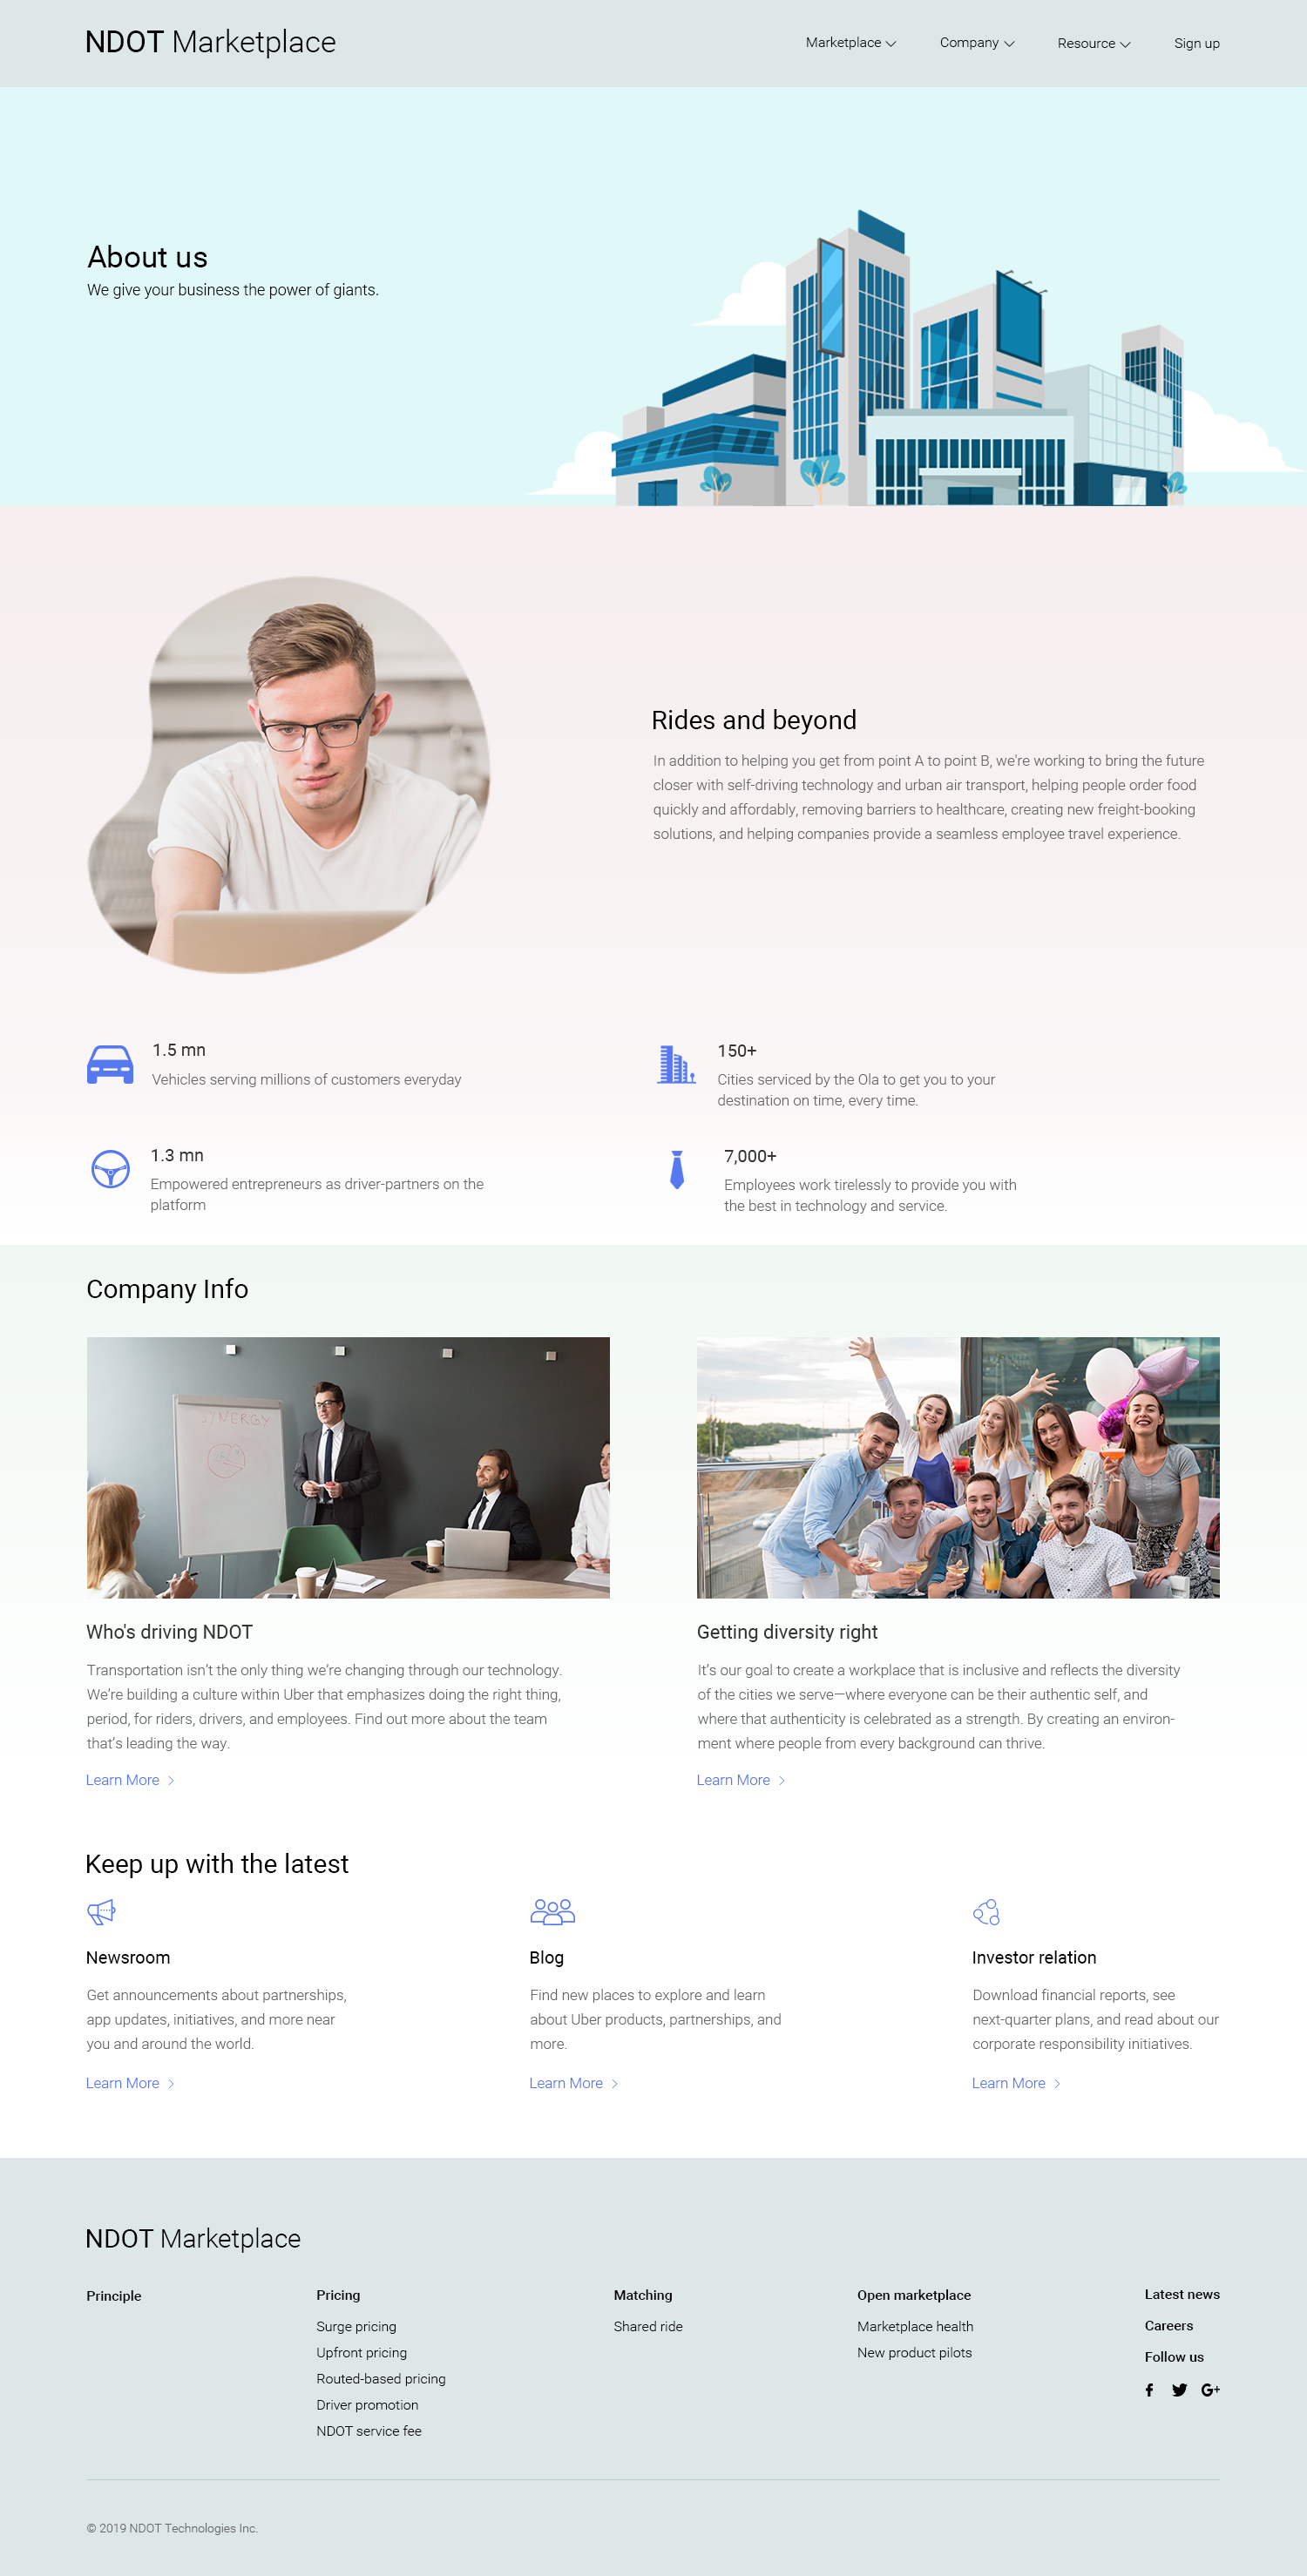 NDOT Marketplace
Marketplace Company Resource Sign up
About us
We give your business the power of giants.
Rides and beyond
In addition to helping you get from point A to point B, we're working to bring the future
closer with self-driving technology and urban air transport, helping people order food
quickly and affordably, removing barriers to healthcare, creating new freight-booking
solutions, and helping companies provide a seamless employee travel experience.
1.5 mn
Vehicles serving millions of customers everyday
150+
Cities serviced by the Ola to get you to your
destination on time, every time.
1.3 mn
Empowered entrepreneurs as driver-partners on the
platform
7,000+
Employees work tirelessly to provide you with
the best in technology and service.
Company Info
SYNERGY
Who's driving NDOT
Transportation isn't the only thing we're changing through our technology.
We're building a culture within Uber that emphasizes doing the right thing,
period, for riders, drivers, and employees. Find out more about the team
that's leading the way.
Learn More
Getting diversity right
It's our goal to create a workplace that is inclusive and reflects the diversity
of the cities we serve—where everyone can be their authentic self, and
where that authenticity is celebrated as a strength. By creating an environ-
ment where people from every background can thrive.
Learn More
Keep up with the latest
Newsroom
Get announcements about partnerships,
app updates, initiatives, and more near
you and around the world.
Learn More
Blog
Find new places to explore and learn
about Uber products, partnerships, and
more.
Learn More
Investor relation
Download financial reports, see
next-quarter plans, and read about our
corporate responsibility initiatives.
Learn More
NDOT Marketplace
Principle
Pricing
Surge pricing
Upfront pricing
Routed-based pricing
Driver promotion
NDOT service fee
Matching
Shared ride
Open marketplace
Marketplace health
New product pilots
Latest news
Careers
Follow us
f G+
© 2019 NDOT Technologies Inc.